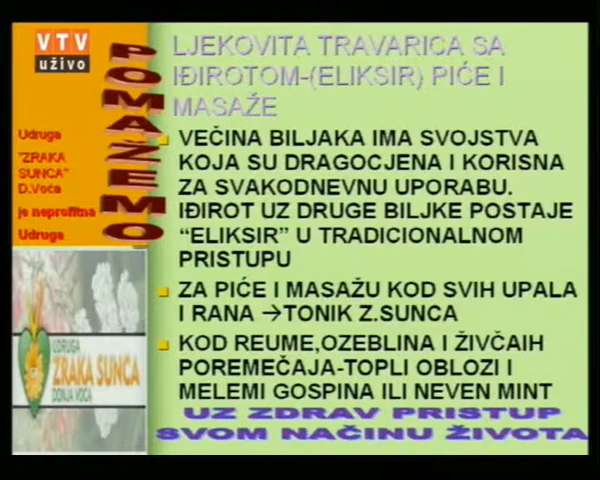 VTV
uživo
POMAŽEMO
Udruga
"ZRAKA
SUNCA"
D.Voća
je neprofitna
Udruga
UDRUGA
ZRAKA SUNCA
DONJA VOĆA
LJEKOVITA TRAVARICA SA
IĐIROTOM-(ELIKSIR) PIĆE I
MASAŽE
VEČINA BILJAKA IMA SVOJSTVA
KOJA SU DRAGOCJENA I KORISNA
ZA SVAKODNEVNU UPORABU.
IĐIROT UZ DRUGE BILJKE POSTAJE
“ELIKSIR” U TRADICIONALNOM
PRISTUPU
ZA PIĆE I MASAŽU KOD SVIH UPALA
I RANA →TONIK Z.SUNCA
KOD REUME,OZEBLINA I ŽIVČAIH
POREMEČAJA-TOPLI OBLOZI I
MELEMI GOSPINA ILI NEVEN MINT
UZ ZDRAV PRISTUP
SVOM NAČINU ŽIVOTA